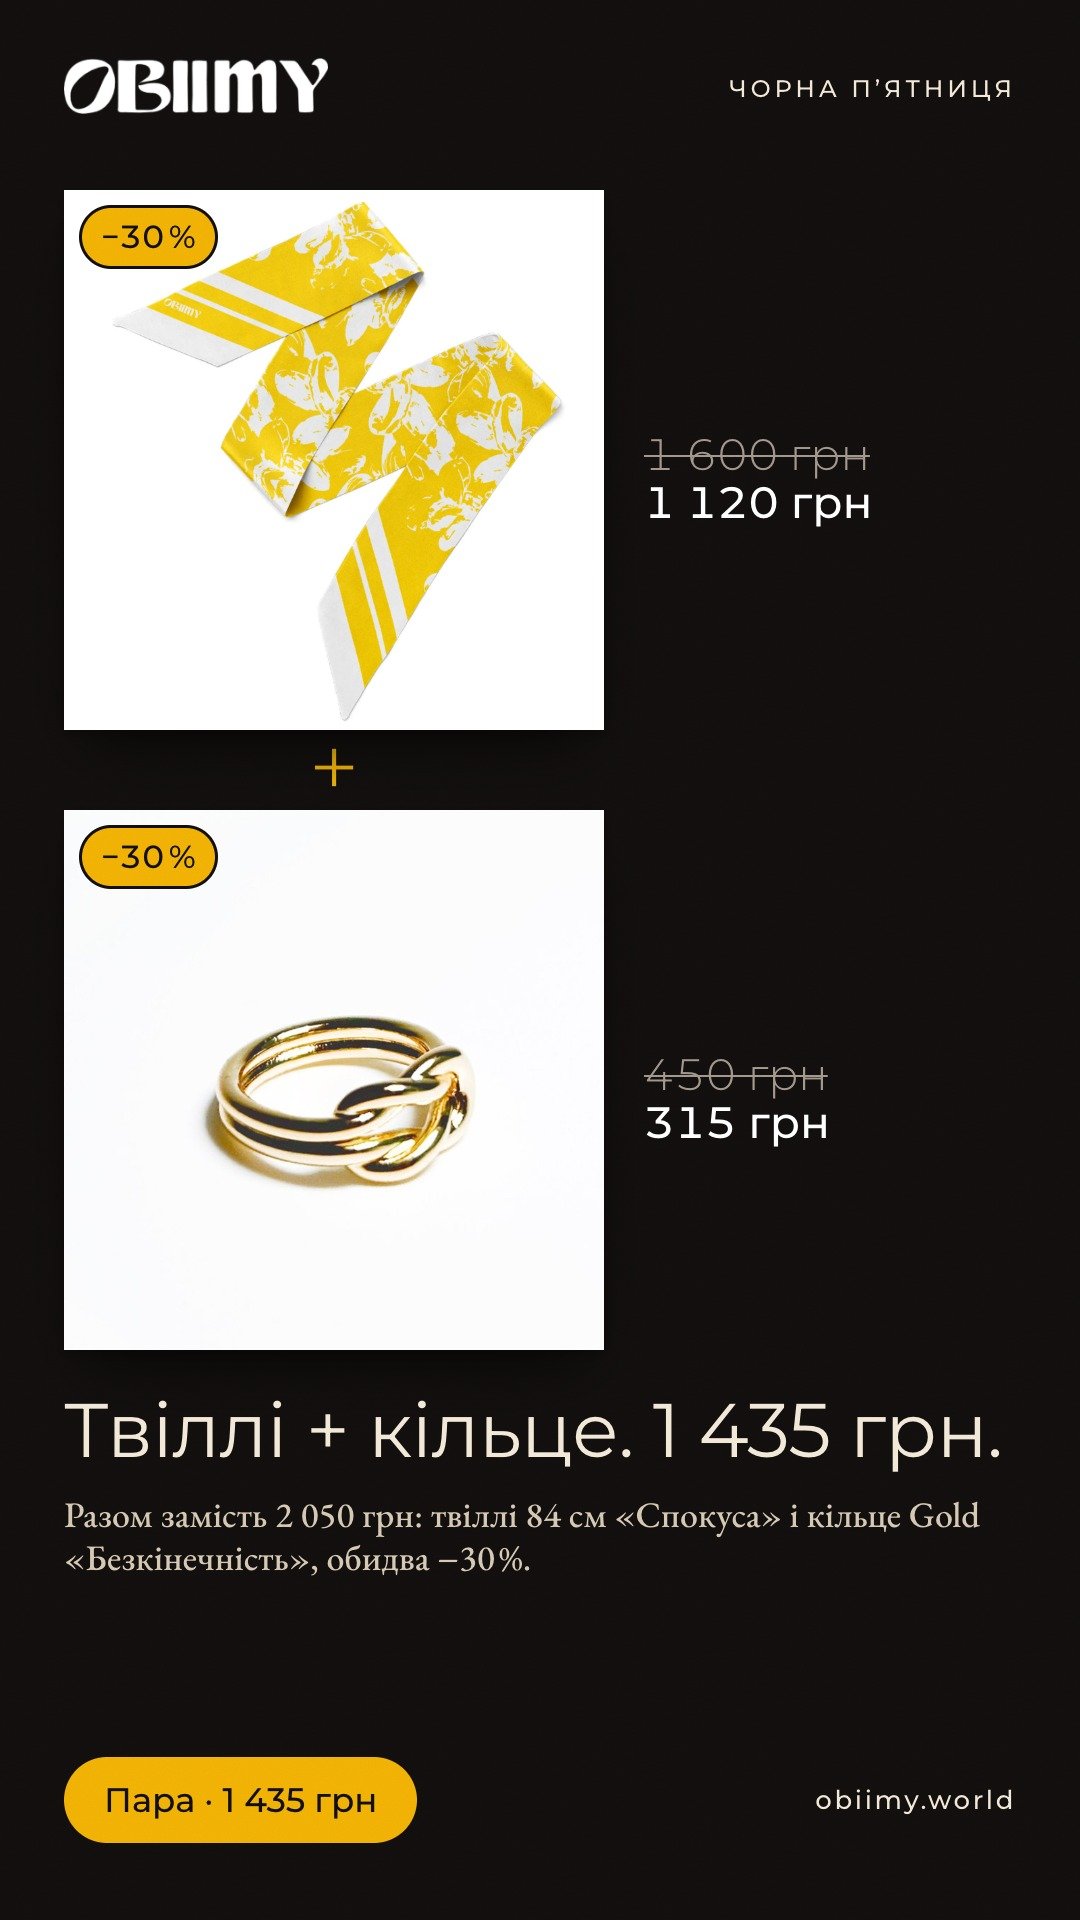 OBIIMY
ЧОРНА П’ЯТНИЦЯ
−30 %
OBIIMY
1 600 грн
1 120 грн
+
−30 %
450 грн
315 грн
Твіллі + кільце. 1 435 грн.
Разом замість 2 050 грн: твіллі 84 см «Спокуса» і кільце Gold
«Безкінечність», обидва −30 %.
Пара · 1 435 грн
obiimy.world